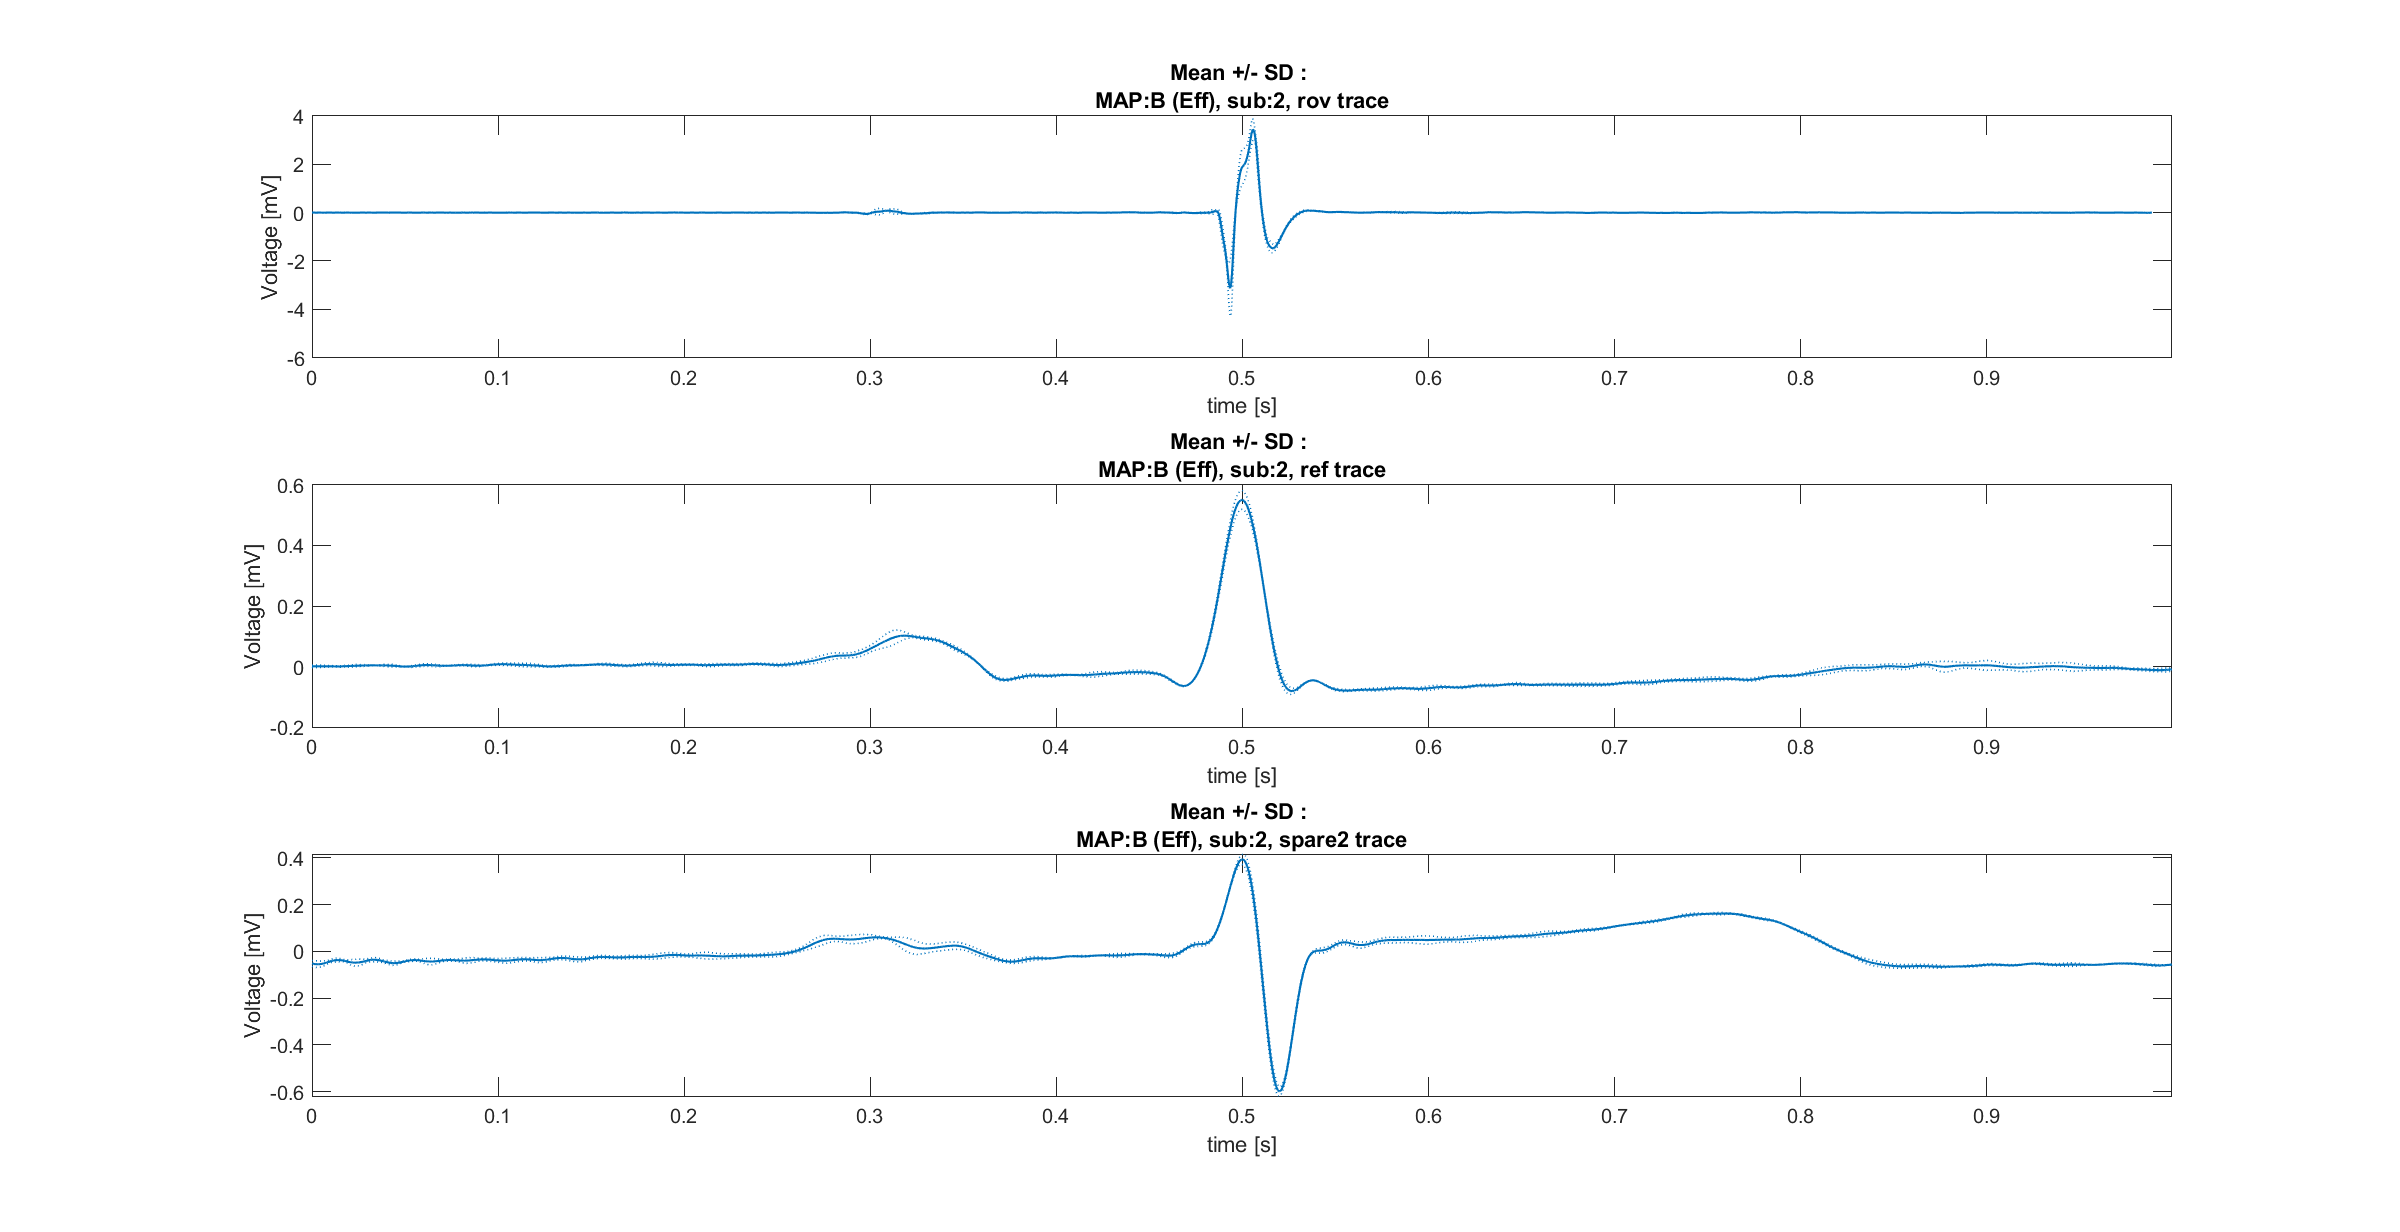 Mean +/- SD :
MAP:B (Eff), sub:2, rov trace
4
2
0
-2
-4
-6
Voltage [mV]
0 0.1 0.2 0.3 0.4 0.5 0.6 0.7 0.8 0.9
time [s]
Mean +/- SD :
MAP:B (Eff), sub:2, ref trace
0.6
0.4
0.2
0
-0.2
Voltage [mV]
0 0.1 0.2 0.3 0.4 0.5 0.6 0.7 0.8 0.9
time [s]
Mean +/- SD :
MAP:B (Eff), sub:2, spare2 trace
0.4
0.2
0
-0.2
-0.4
-0.6
Voltage [mV]
0 0.1 0.2 0.3 0.4 0.5 0.6 0.7 0.8 0.9
time [s]